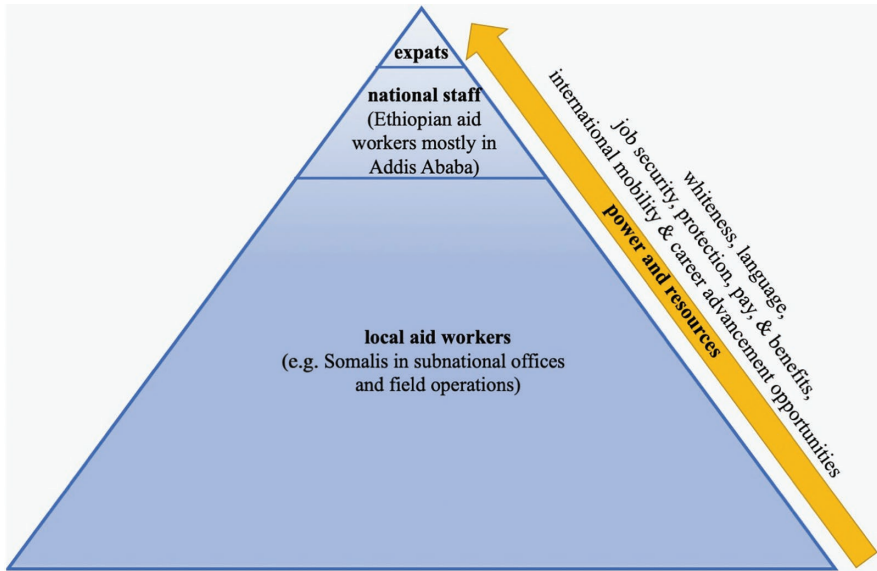 expats
national staff
(Ethiopian aid
workers mostly in
Addis Ababa)
local aid workers
(e.g. Somalis in subnational offices
and field operations)
power and resources
whiteness, language,
job security, protection, pay, & benefits,
international mobility & career advancement opportunities